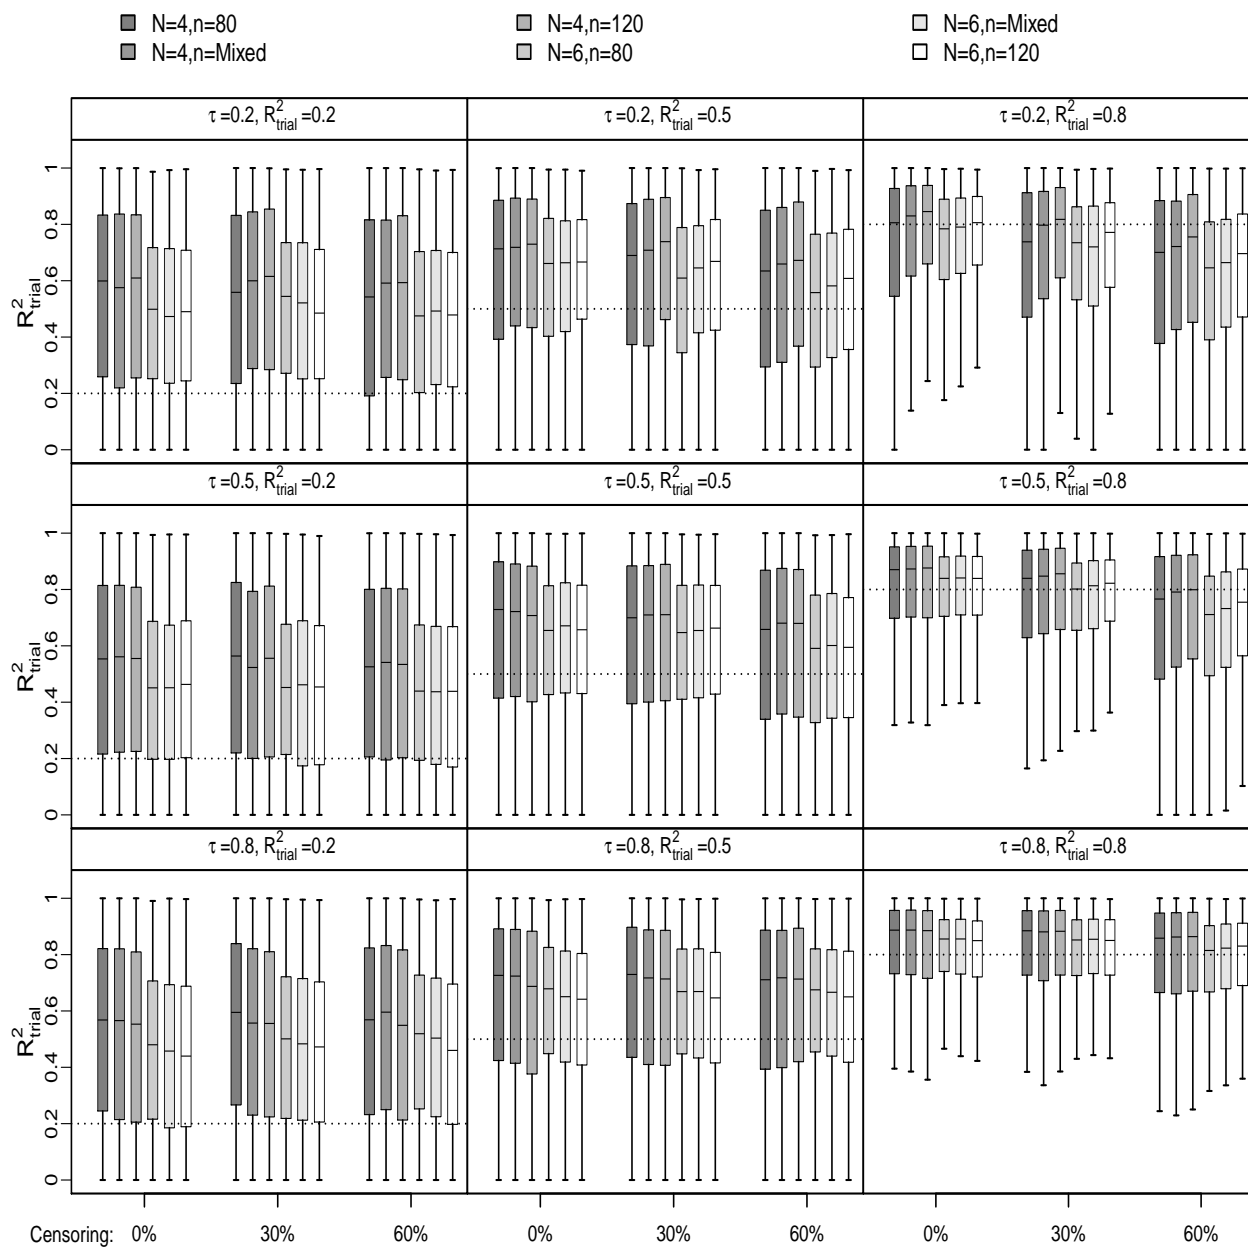 N=4,n=80 N=4,n=120 N=6,n=Mixed
N=4,n=Mixed N=6,n=80 N=6,n=120
τ =0.2, R²trial =0.2 τ =0.2, R²trial =0.5 τ =0.2, R²trial =0.8
R²trial
1
0.8
0.6
0.4
0.2
0
τ =0.5, R²trial =0.2 τ =0.5, R²trial =0.5 τ =0.5, R²trial =0.8
R²trial
1
0.8
0.6
0.4
0.2
0
τ =0.8, R²trial =0.2 τ =0.8, R²trial =0.5 τ =0.8, R²trial =0.8
R²trial
1
0.8
0.6
0.4
0.2
0
Censoring: 0% 30% 60% 0% 30% 60% 0% 30% 60%